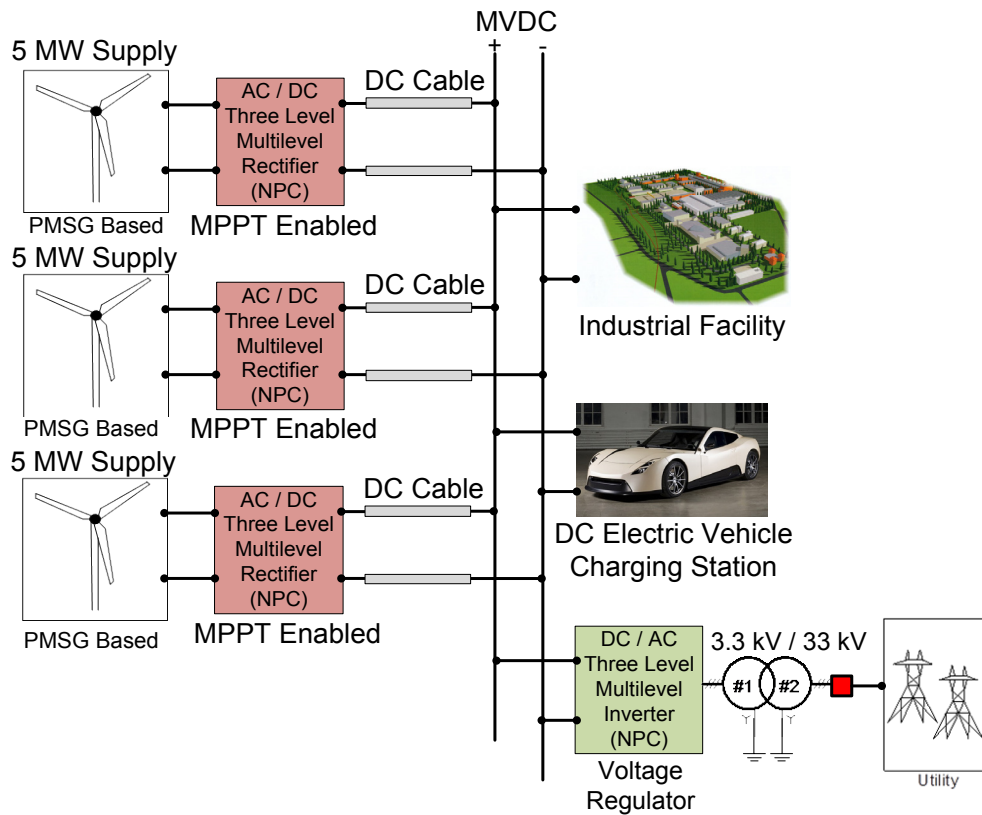 MVDC
+ -
5 MW Supply
DC Cable
AC / DC
Three Level
Multilevel
Rectifier
(NPC)
PMSG Based
MPPT Enabled
5 MW Supply
DC Cable
AC / DC
Three Level
Multilevel
Rectifier
(NPC)
PMSG Based
MPPT Enabled
5 MW Supply
DC Cable
AC / DC
Three Level
Multilevel
Rectifier
(NPC)
PMSG Based
MPPT Enabled
Industrial Facility
DC Electric Vehicle
Charging Station
DC / AC
Three Level
Multilevel
Inverter
(NPC)
Voltage
Regulator
3.3 kV / 33 kV
#1 #2
Y Y
Utility